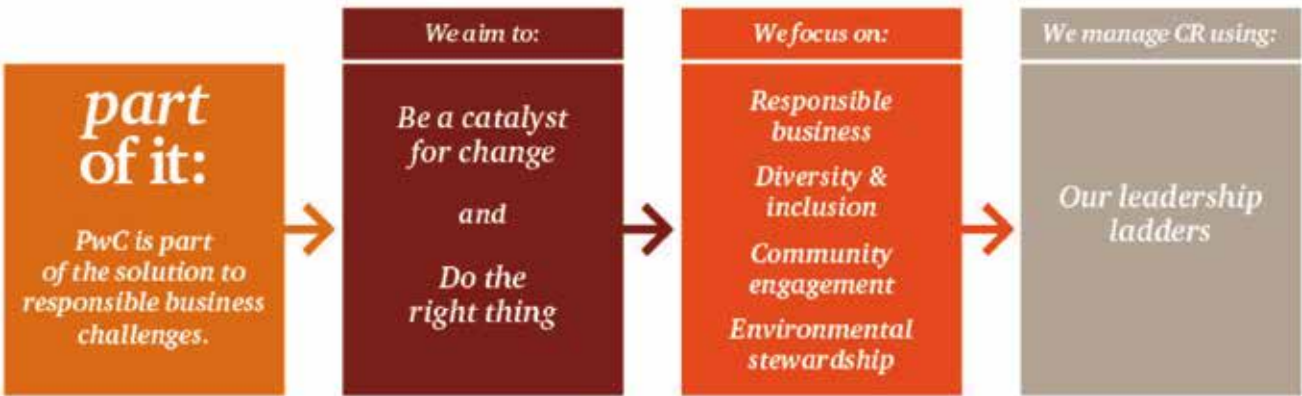 part
of it:
PwC is part
of the solution to
responsible business
challenges.
We aim to:
Be a catalyst
for change
and
Do the
right thing
We focus on:
Responsible
business
Diversity &
inclusion
Community
engagement
Environmental
stewardship
We manage CR using:
Our leadership
ladders